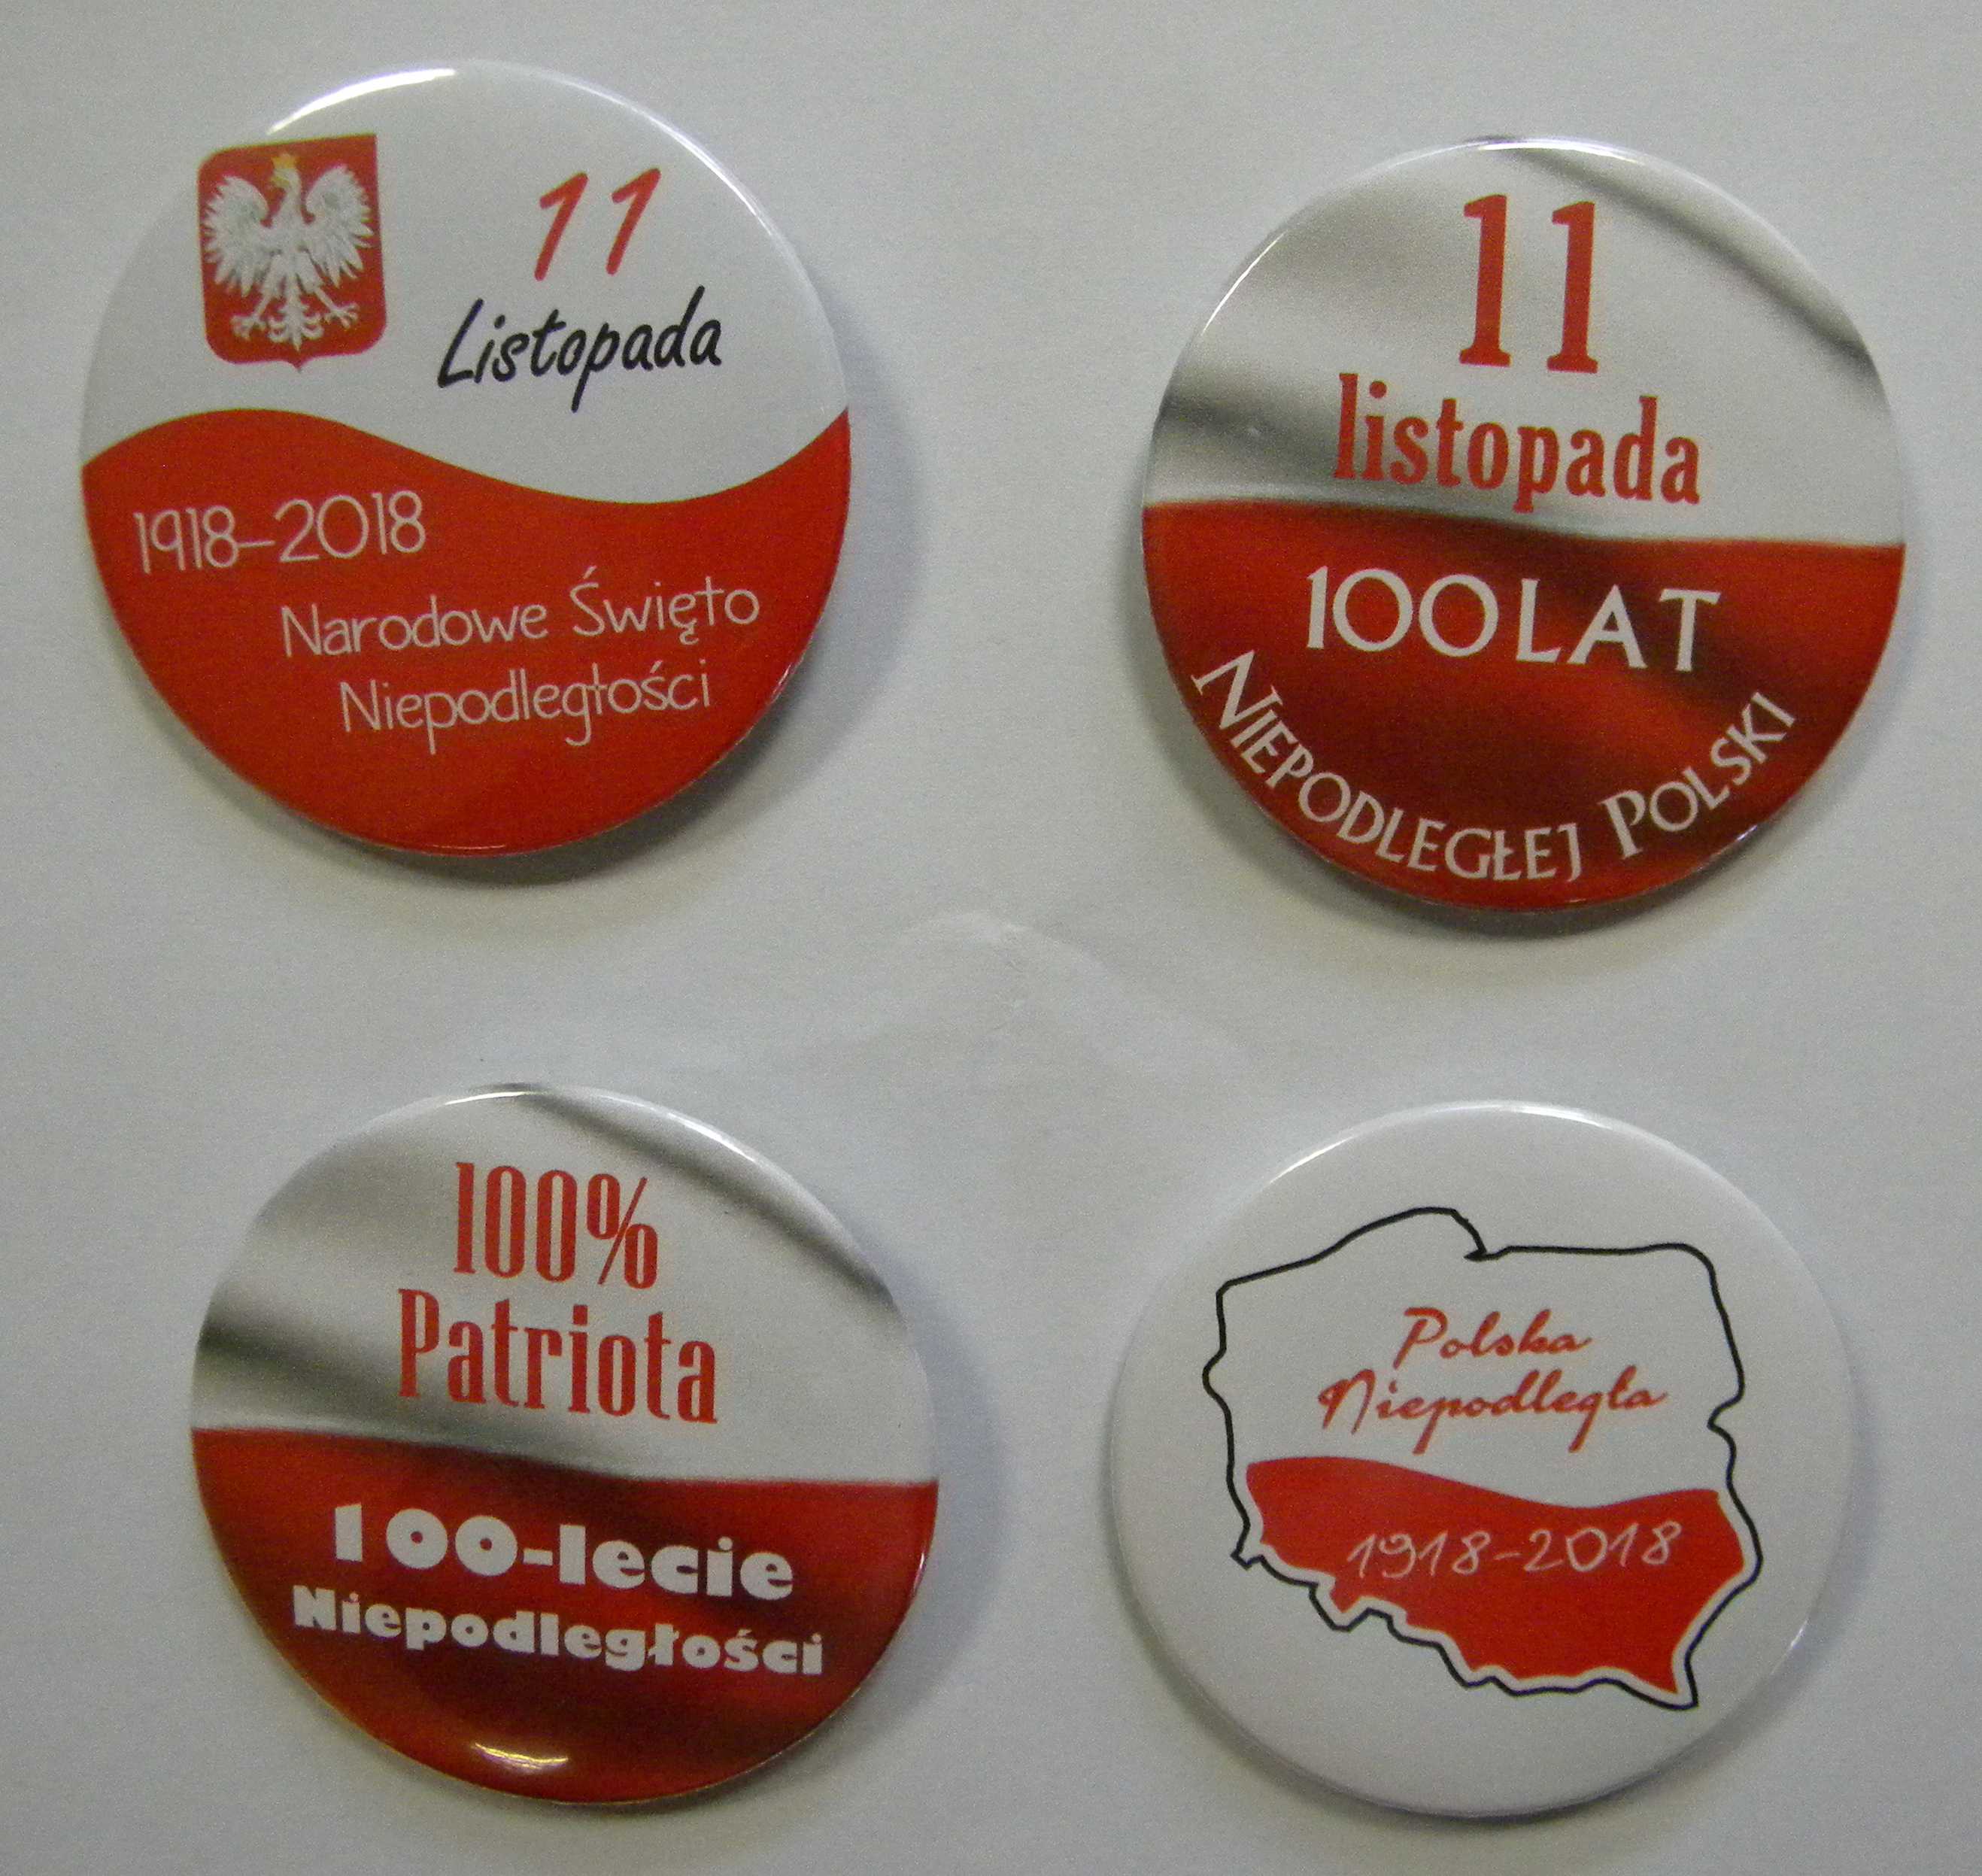 11
Listopada
1918-2018
Narodowe Święto
Niepodległości
11
listopada
100 LAT
NIEPODLEGŁEJ POLSKI
100%
Patriota
100-lecie
Niepodległości
Polska
Niepodległa
1918-2018